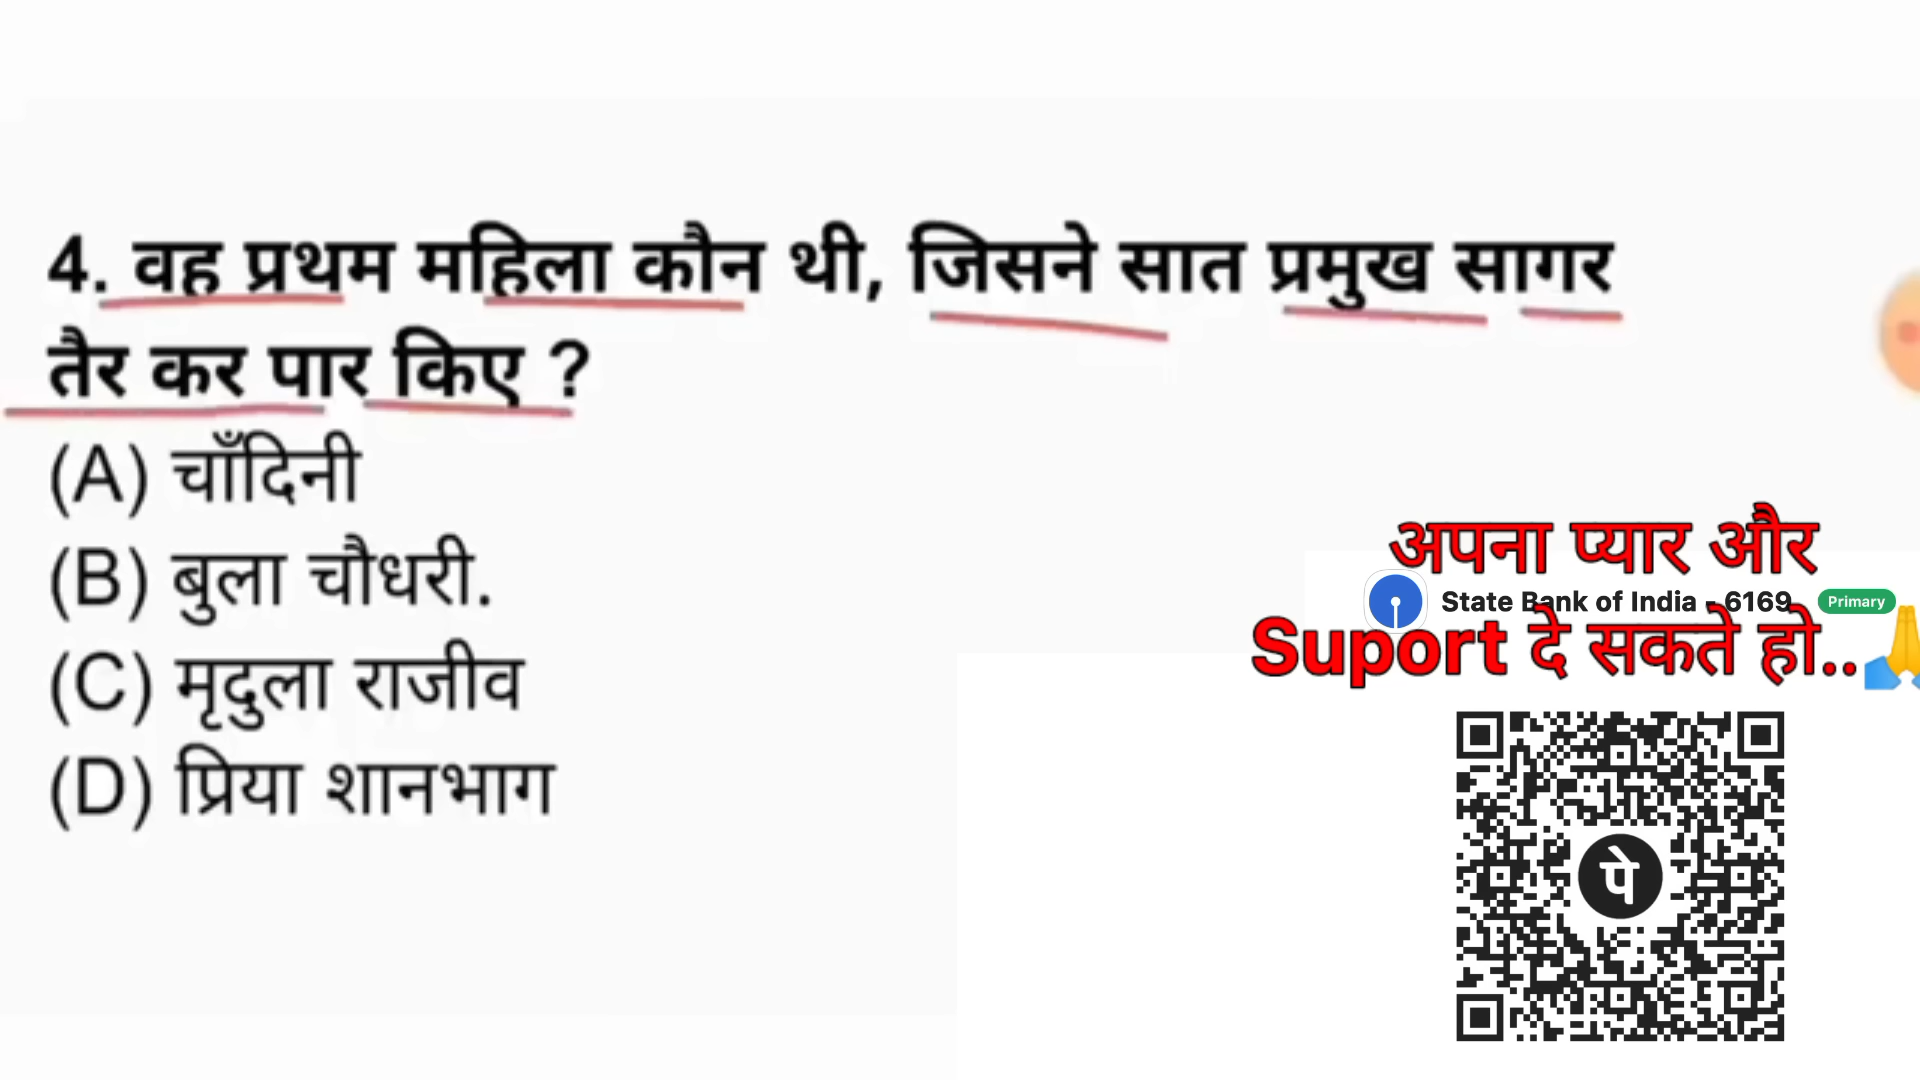 4. वह प्रथम महिला कौन थी, जिसने सात प्रमुख सागर
तैर कर पार किए ?
(A) चाँदिनी
(B) बुला चौधरी.
(C) मृदुला राजीव
(D) प्रिया शानभाग
अपना प्यार और
State Bank of India - 6169 Primary
Suport दे सकते हो..🙏
पे